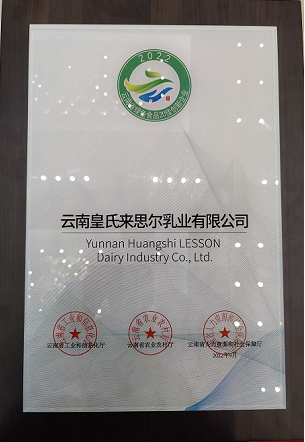 2022
云南皇氏来思尔乳业有限公司
Yunnan Huangshi LESSON
Dairy Industry Co., Ltd.
云南省工业和信息化厅
云南省农业农村厅
云南省人力资源和社会保障厅
2022年9月